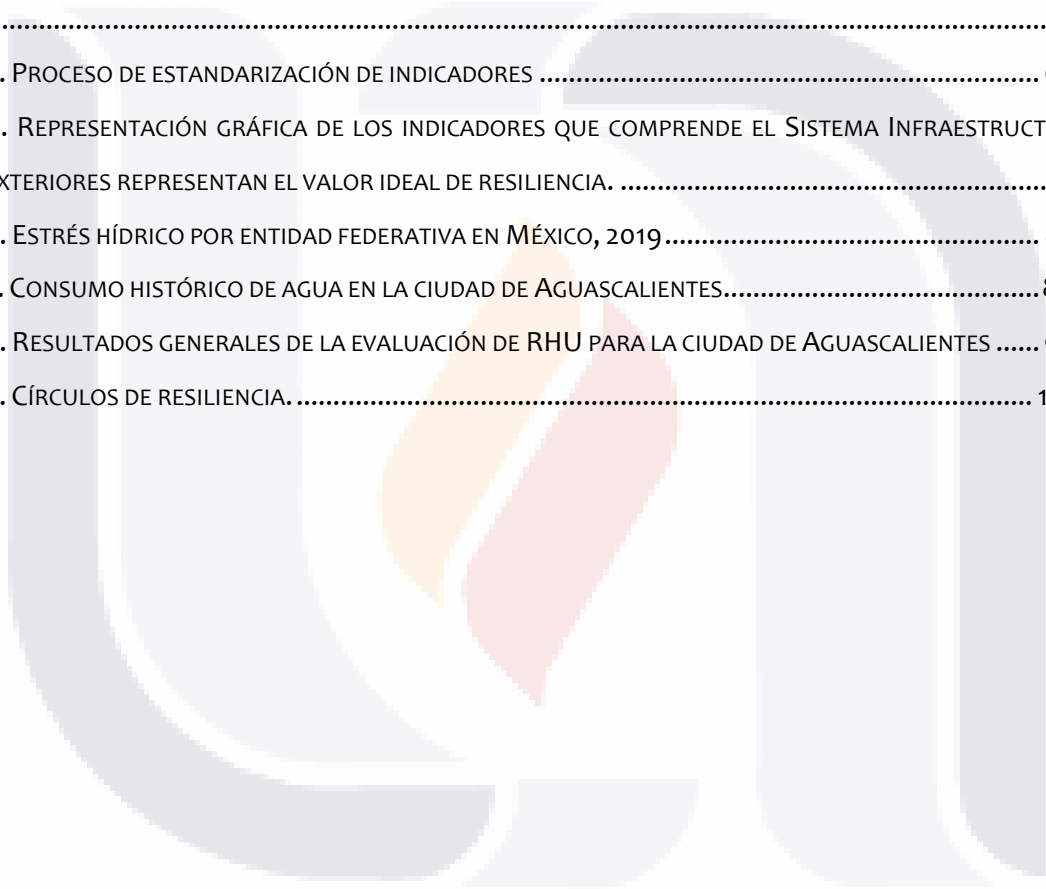 ...
. Proceso de estandarización de indicadores ...
. Representación gráfica de los indicadores que comprende el Sistema
xteriores representan el valor ideal de resiliencia. ...
. Estrés hídrico por entidad federativa en México, 2019 ...
. Consumo histórico de agua en la ciudad de Aguascalientes ...
. Resultados generales de la evaluación de RHU para la ciudad de Aguascalientes ......
. Círculos de resiliencia. ... 1